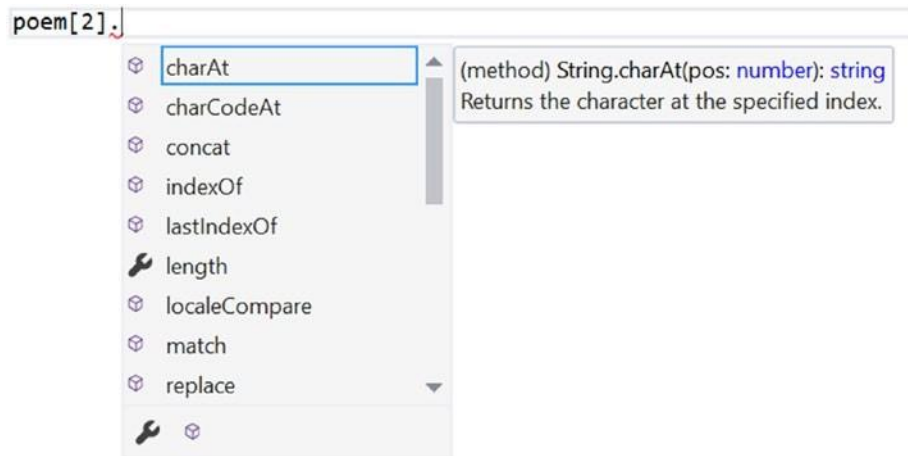 poem[2].
charAt
(method) String.charAt(pos: number): string
Returns the character at the specified index.
charCodeAt
concat
indexOf
lastIndexOf
length
localeCompare
match
replace